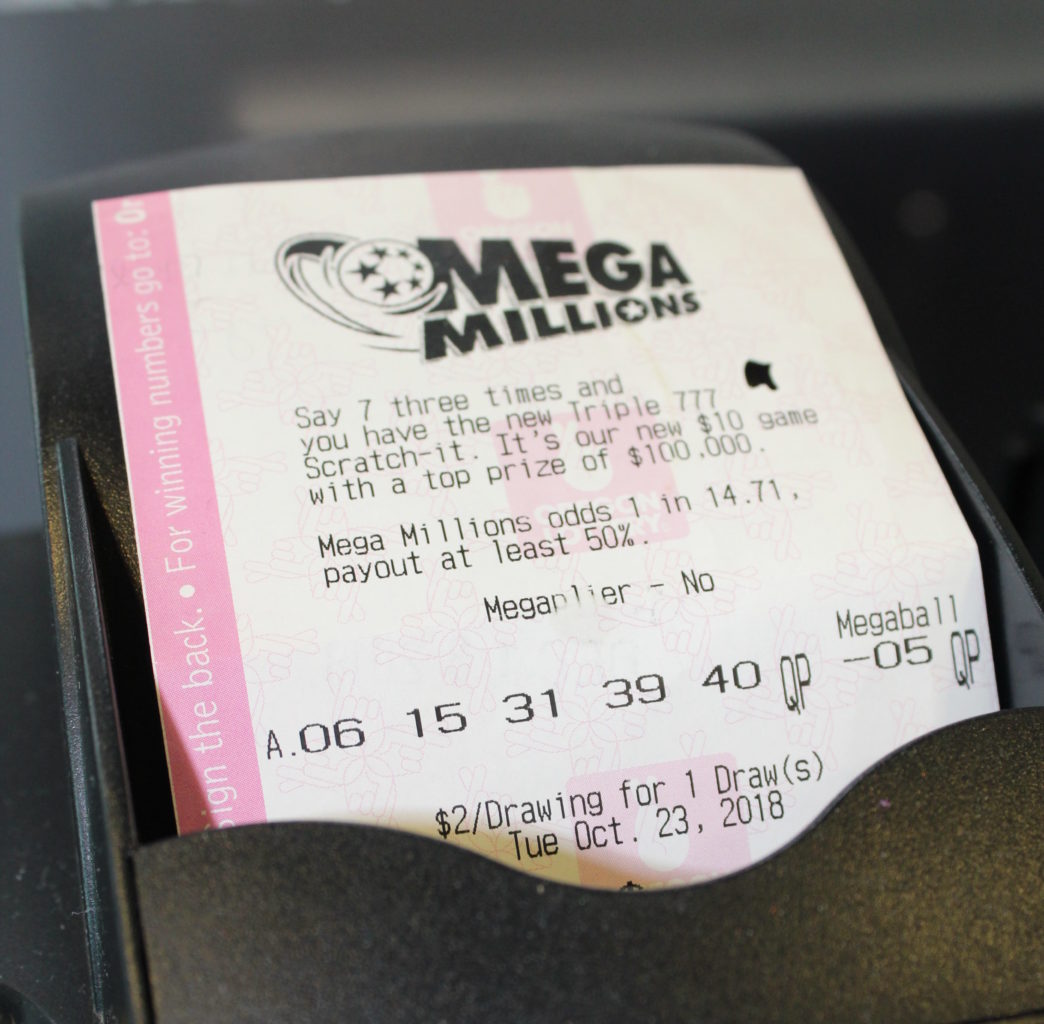 MEGA
MILLIONS
Say 7 three times and
you have the new Triple 777
Scratch-it. It's our new $10 game
with a top prize of $100,000.
Mega Millions odds 1 in 14.71,
payout at least 50%.
Megaplier - No
Megaball
A.06 15 31 39 40 QP -05 QP
$2/Drawing for 1 Draw(s)
Tue Oct. 23, 2018
sign the back. • For winning numbers go to: or
OREGON